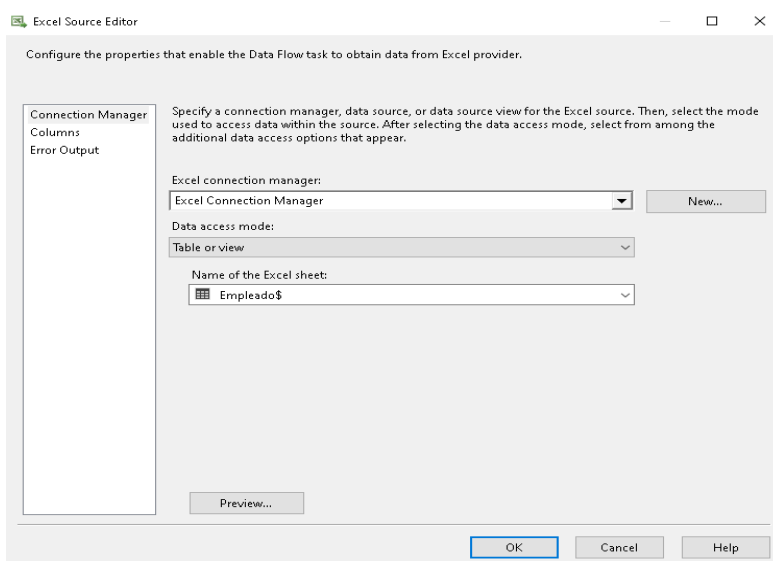 Excel Source Editor
Configure the properties that enable the Data Flow task to obtain data from Excel provider.
Connection Manager
Columns
Error Output
Specify a connection manager, data source, or data source view for the Excel source. Then, select the mode
used to access data within the source. After selecting the data access mode, select from among the
additional data access options that appear.
Excel connection manager:
Excel Connection Manager
New...
Data access mode:
Table or view
Name of the Excel sheet:
Empleado$
Preview...
OK
Cancel
Help